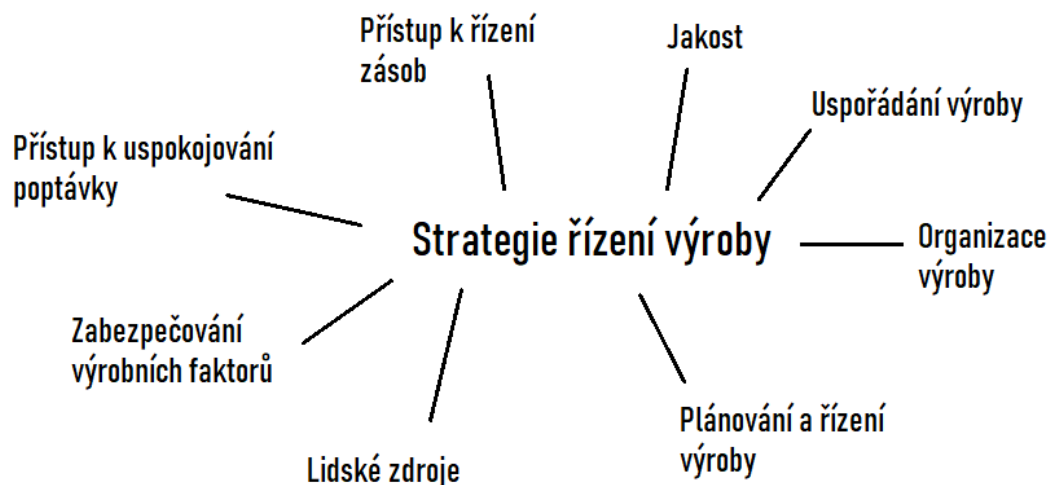 Přístup k řízení
zásob
Jakost
Uspořádání výroby
Přístup k uspokojování
poptávky
Strategie řízení výroby
Organizace
výroby
Zabezpečování
výrobních faktorů
Plánování a řízení
výroby
Lidské zdroje